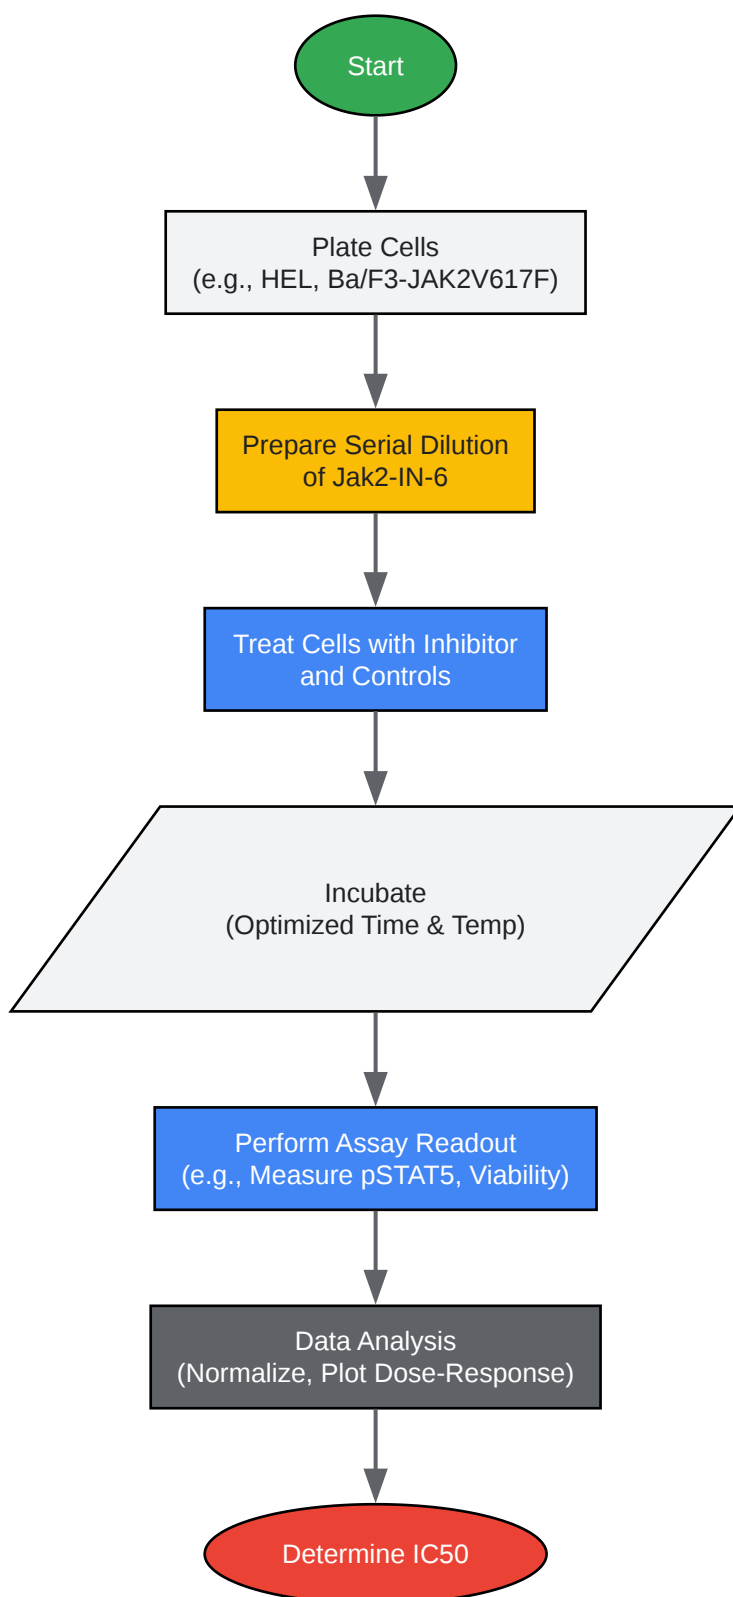 Start
Plate Cells
(e.g., HEL, Ba/F3-JAK2V617F)
Prepare Serial Dilution
of Jak2-IN-6
Treat Cells with Inhibitor
and Controls
Incubate
(Optimized Time & Temp)
Perform Assay Readout
(e.g., Measure pSTAT5, Viability)
Data Analysis
(Normalize, Plot Dose-Response)
Determine IC50